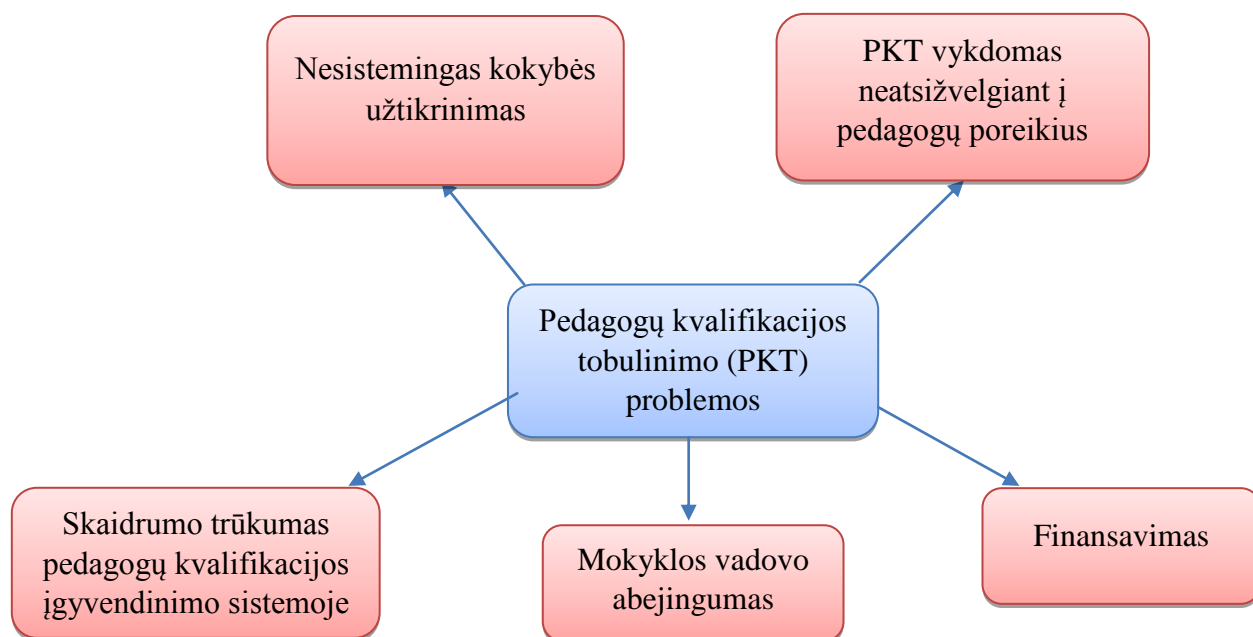 Nesistemingas kokybės
užtikrinimas
PKT vykdomas
neatsižvelgiant į
pedagogų poreikius
Pedagogų kvalifikacijos
tobulinimo (PKT)
problemos
Skaidrumo trūkumas
pedagogų kvalifikacijos
įgyvendinimo sistemoje
Mokyklos vadovo
abejingumas
Finansavimas